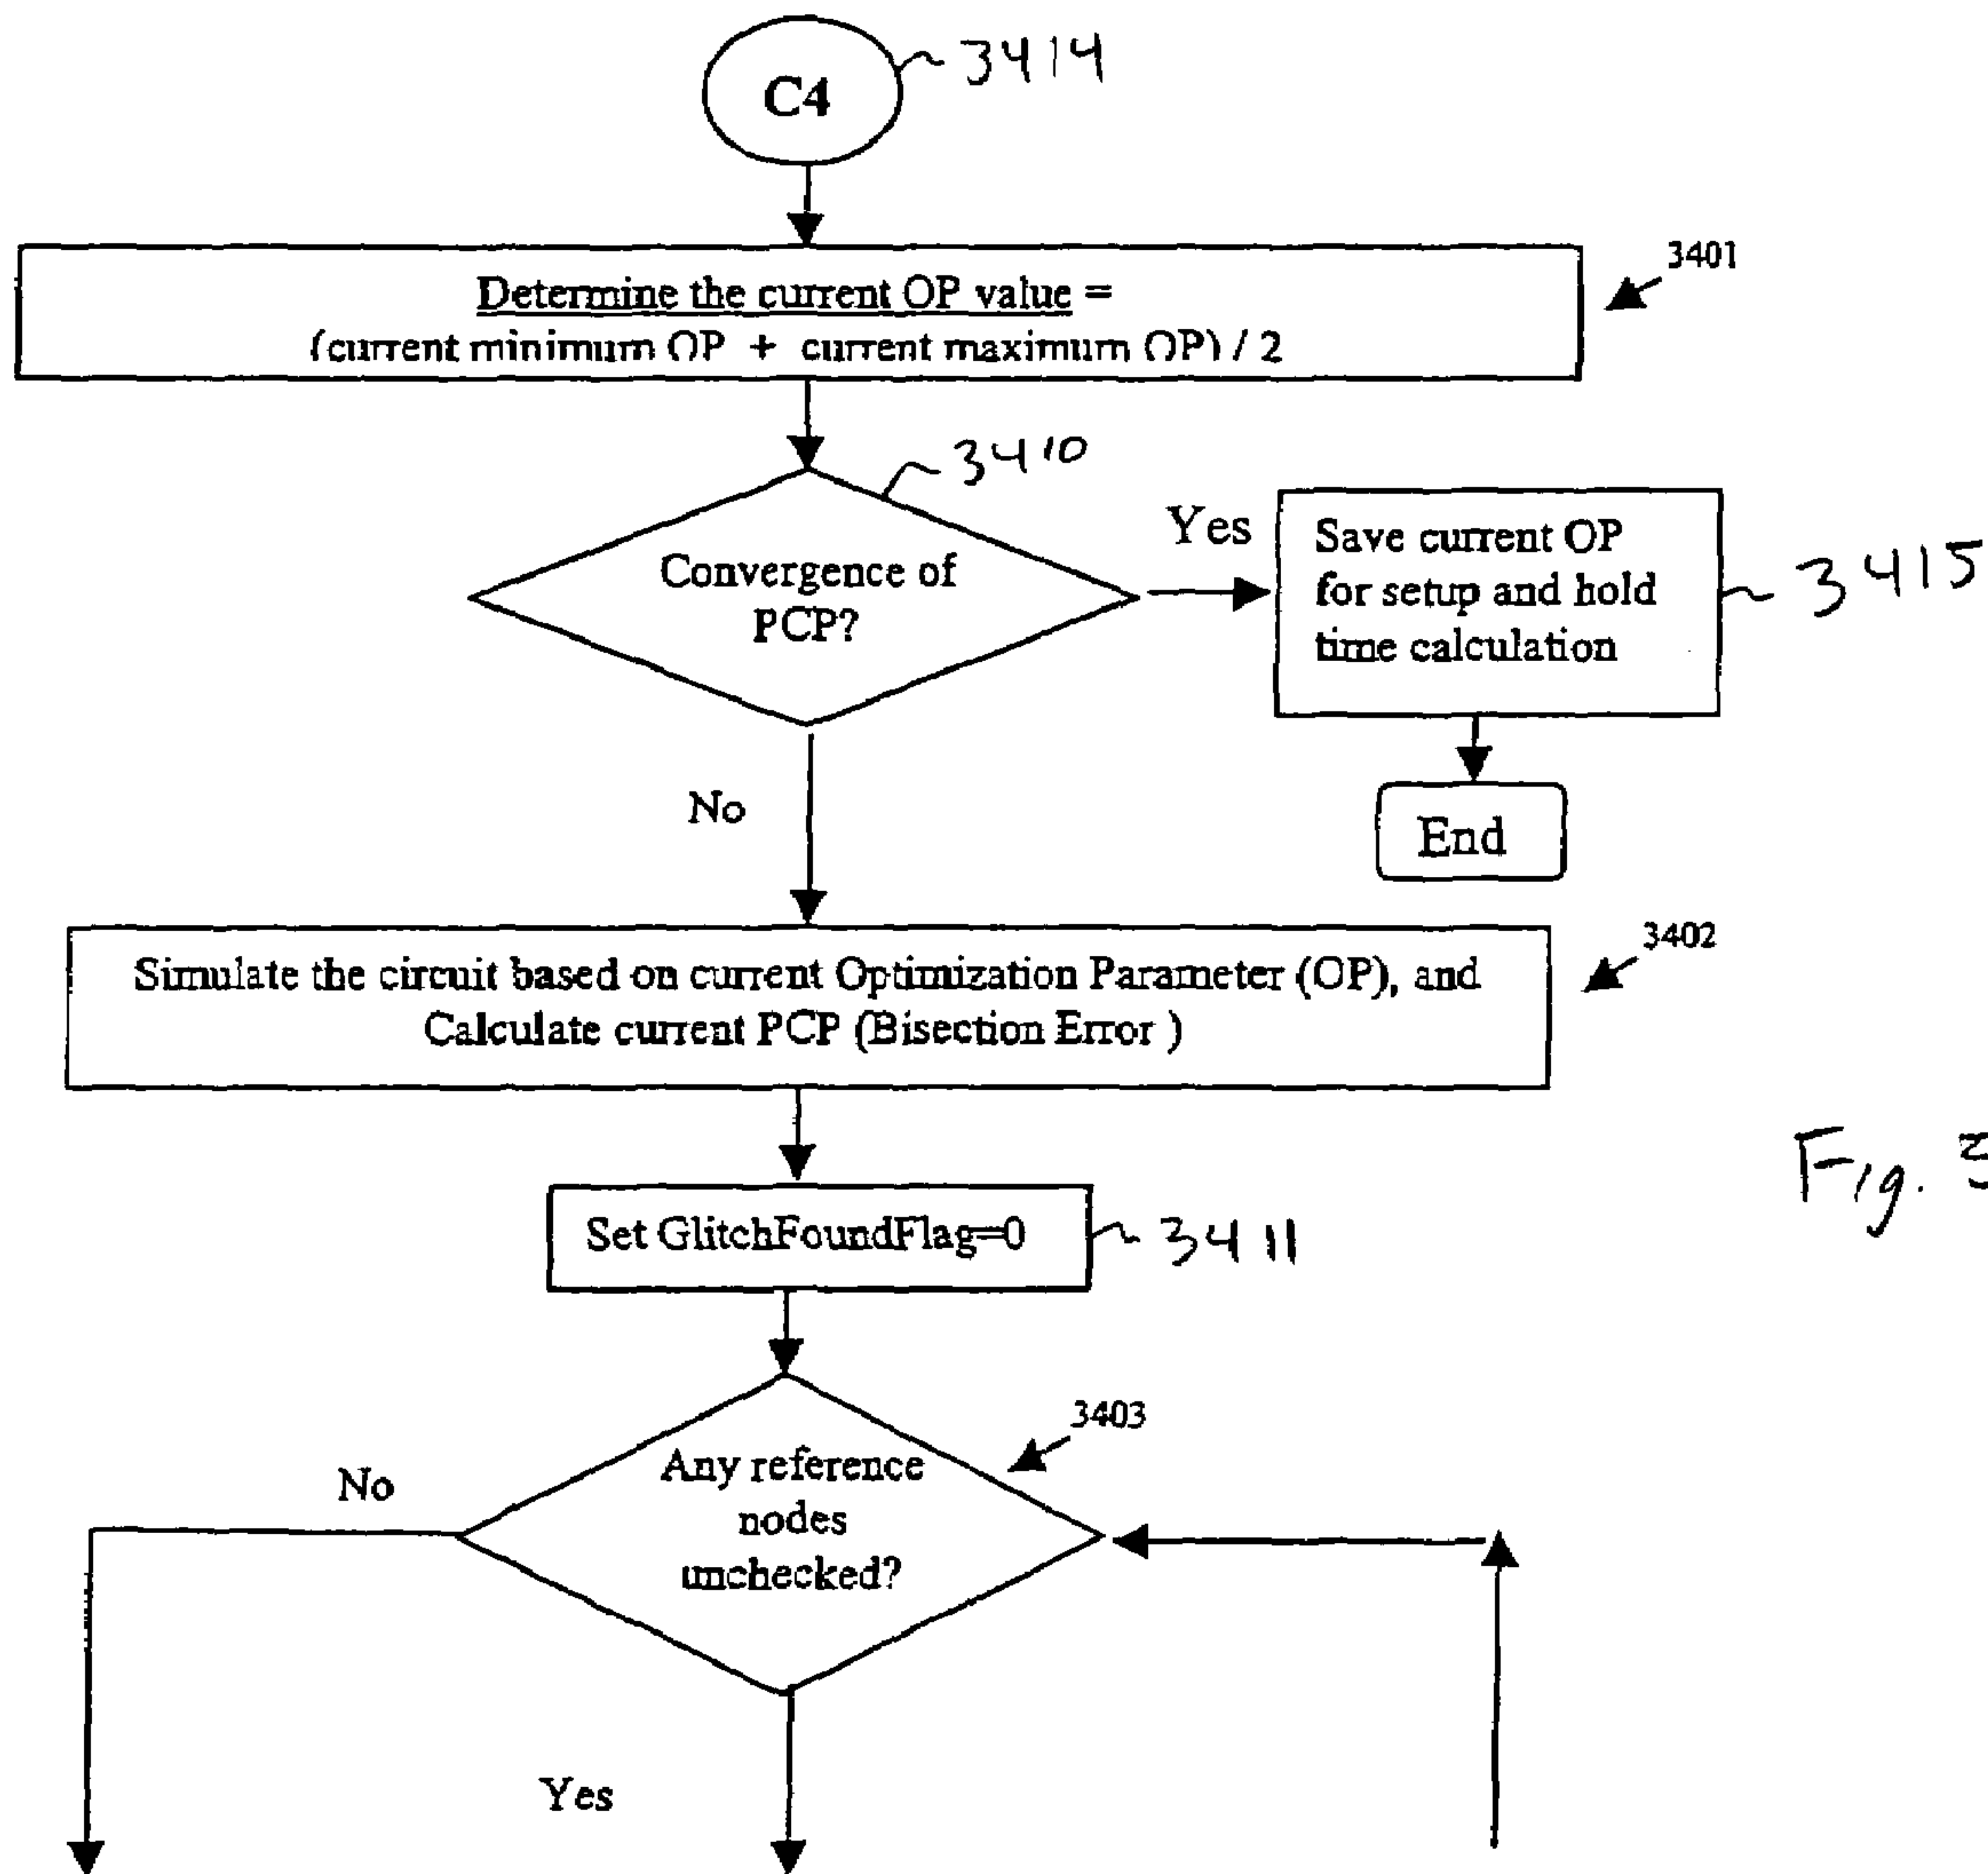 C4
3414
3401
Determine the current OP value =
(current minimum OP + current maximum OP) / 2
3410
Convergence of
PCP?
Yes
Save current OP
for setup and hold
time calculation
3415
No
End
3402
Simulate the circuit based on current Optimization Parameter (OP), and
Calculate current PCP (Bisection Error )
Set GlitchFoundFlag=0
3411
Fig.
3403
Any reference
nodes
unchecked?
No
Yes